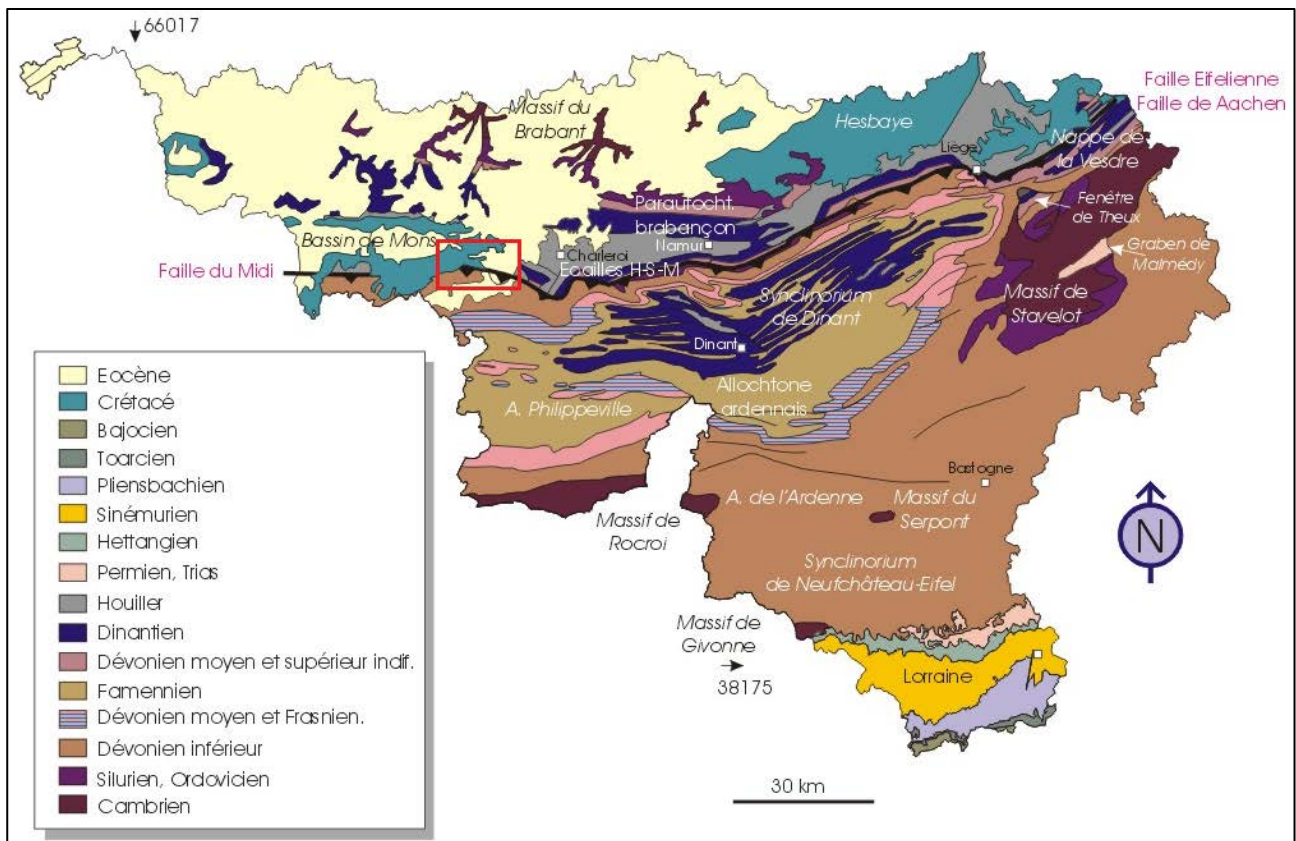 66017
Faille Eifelienne
Faille de Aachen
Massif du
Brabant
Hesbaye
Nappe de
la Vesdre
Liège
Fenêtre
de Theux
Parautocht.
brabançon
Bassin de Mons
Namur
Charleroi
Ecailles H-S-M
Graben de
Malmédy
Faille du Midi
Massif de
Stavelot
Synclinorium
de Dinant
Dinant
Allochtone
ardennais
A. Philippeville
Bastogne
A. de l'Ardenne
Massif du
Serpont
Massif de
Rocroi
N
Synclinorium
de Neufchâteau-Eifel
Massif de
Givonne
38175
Lorraine
30 km
Eocène
Crétacé
Bajocien
Toarcien
Pliensbachien
Sinémurien
Hettangien
Permien, Trias
Houiller
Dinantien
Dévonien moyen et supérieur indif.
Famennien
Dévonien moyen et Frasnien.
Dévonien inférieur
Silurien, Ordovicien
Cambrien